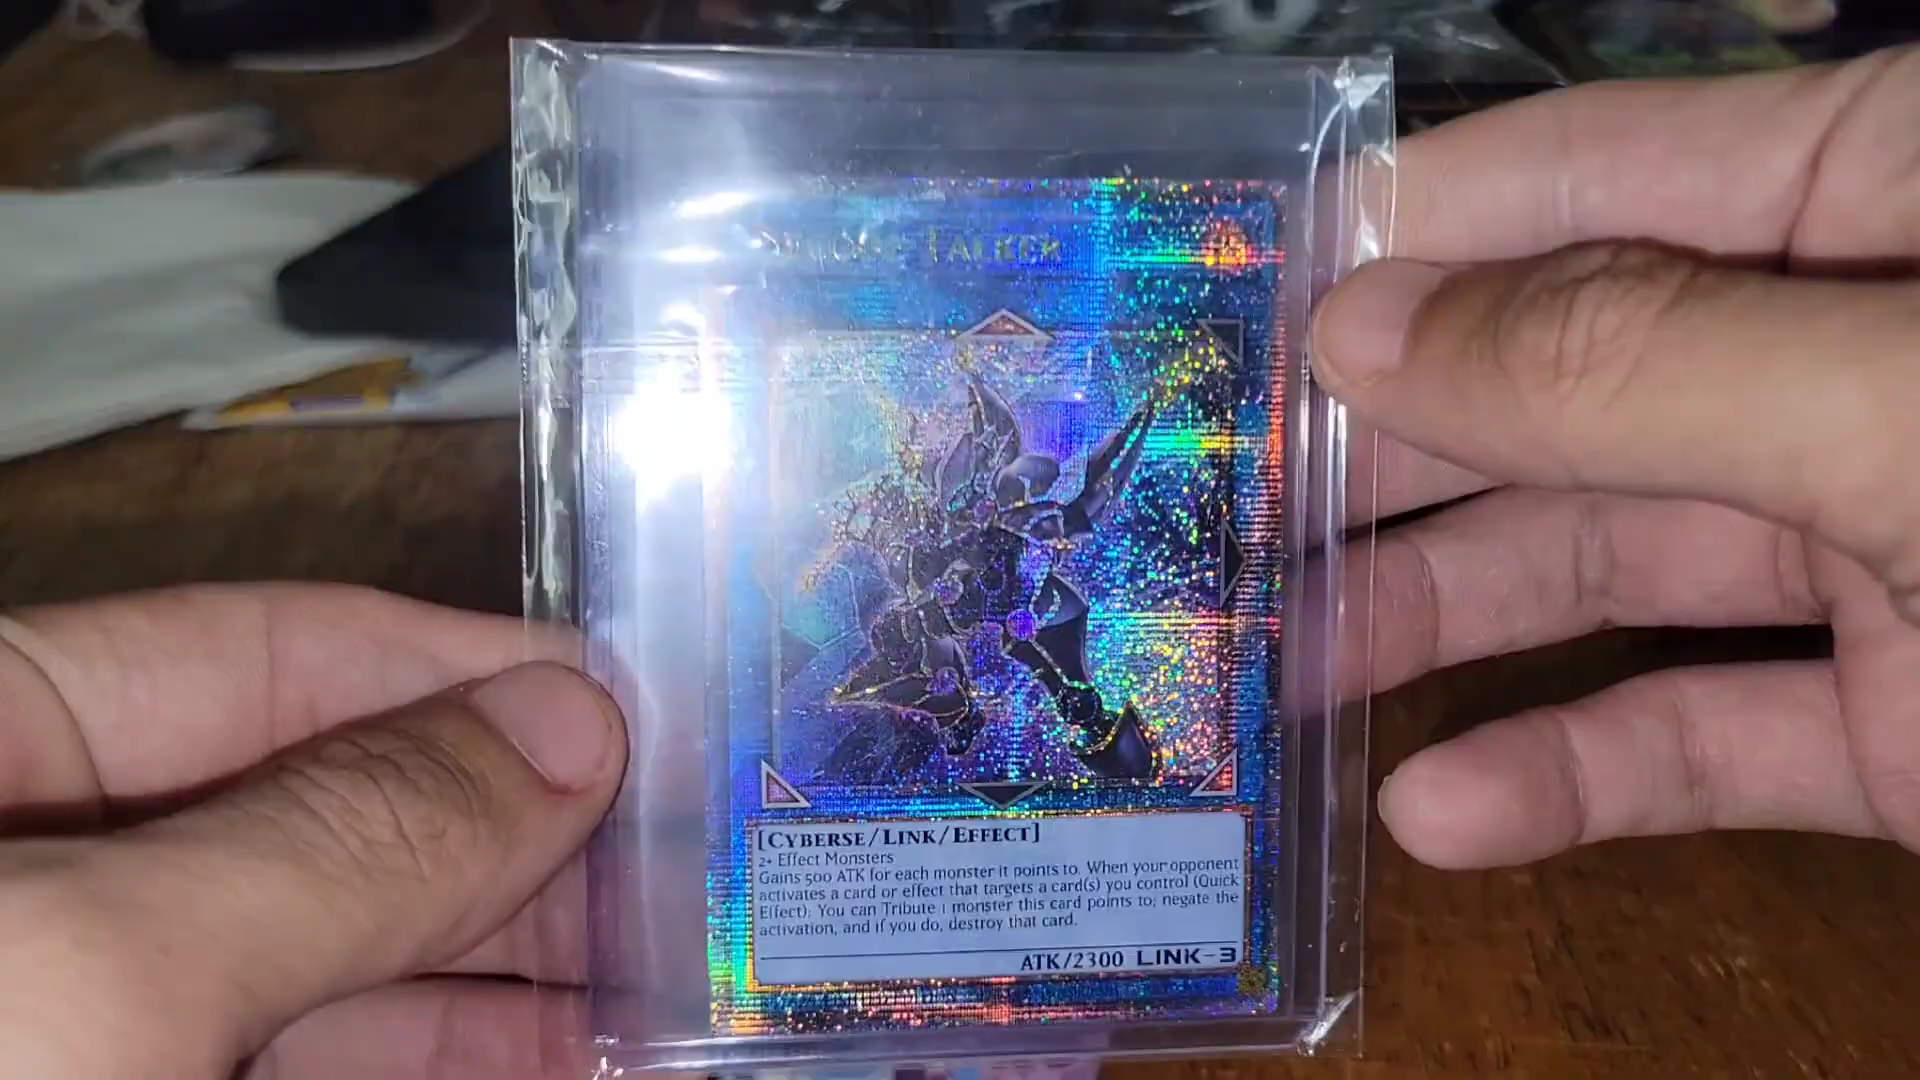 TALKER
[CYBERSE/LINK/EFFECT]
2+ Effect Monsters
Gains 500 ATK for each monster it points to. When your opponent
activates a card or effect that targets a card(s) you control (Quick
Effect): You can Tribute 1 monster this card points to; negate the
activation, and if you do, destroy that card.
ATK/2300 LINK-3